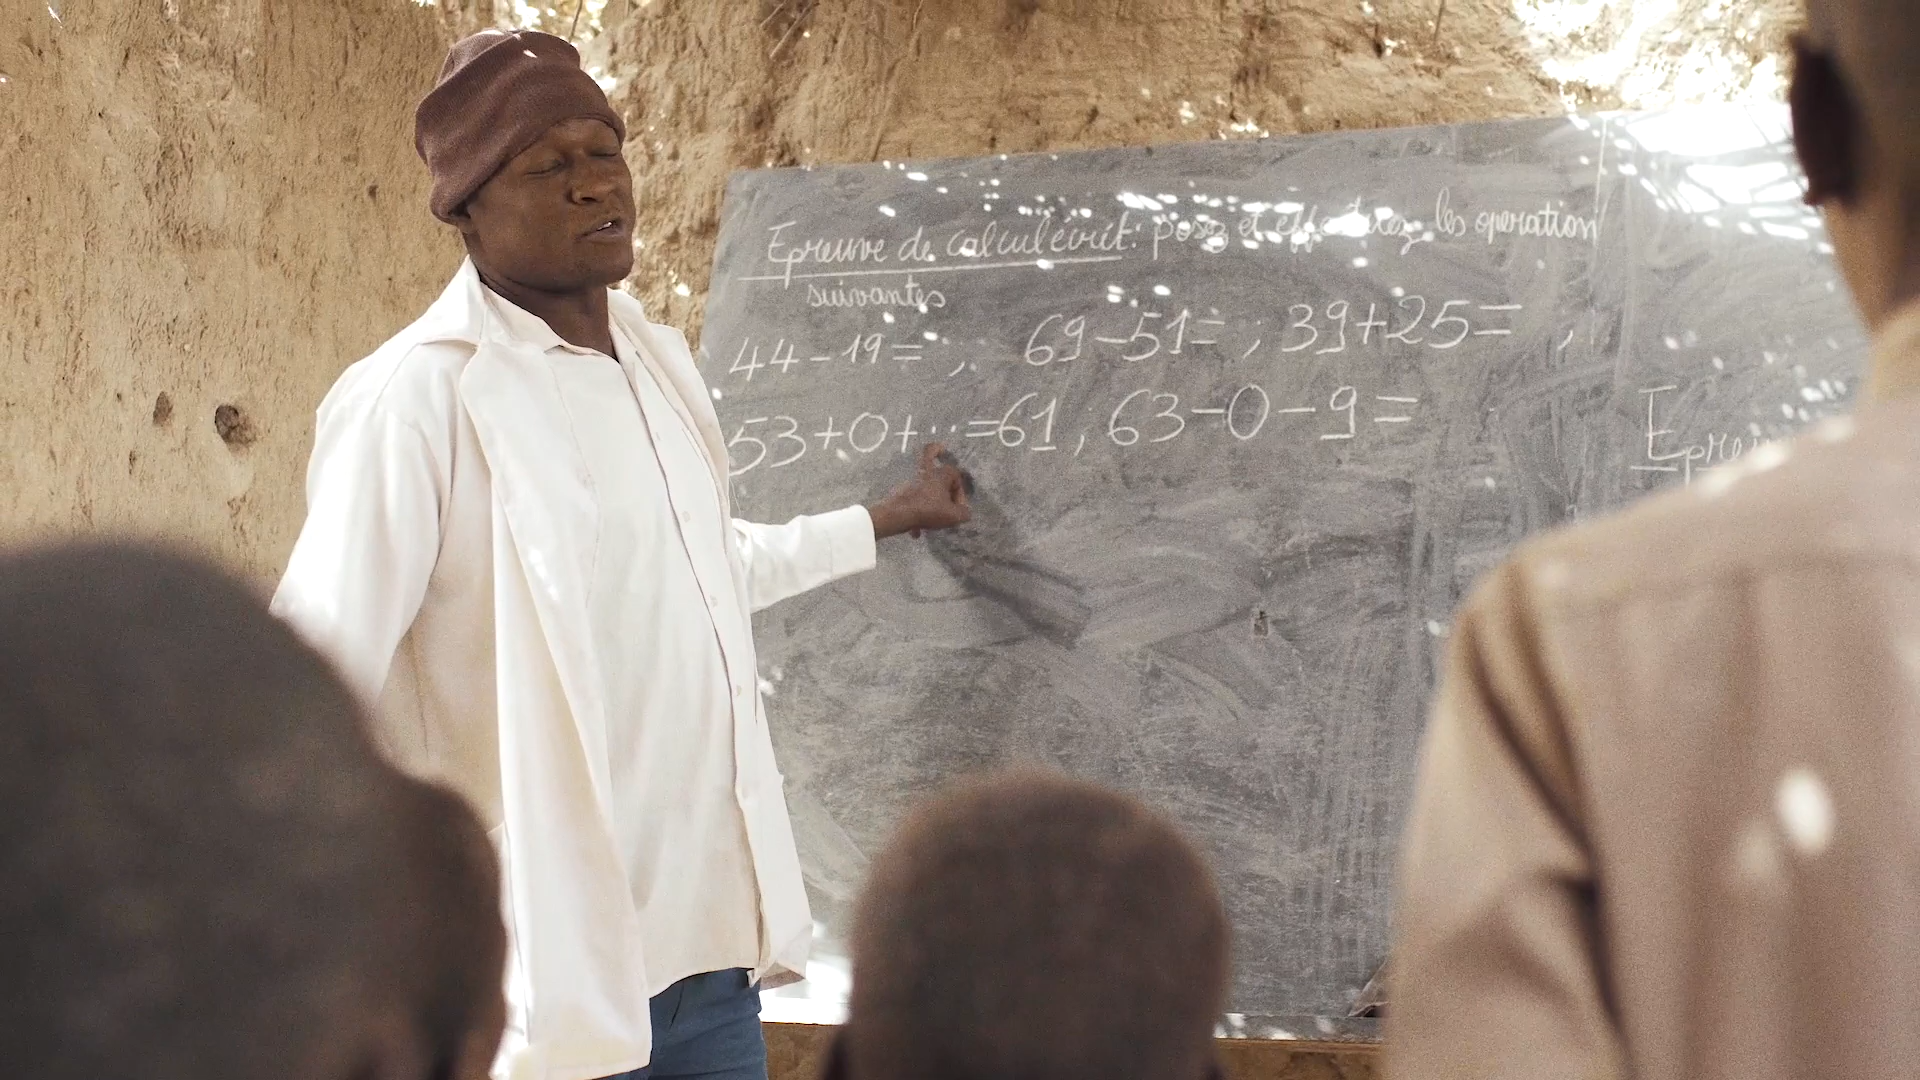 Epreuve de calcul écrit: posez et effectuez les operation
suivantes
44-19= ; 69-51= ; 39+25= ;
53+0+...=61 ; 63-0-9=
Epreu